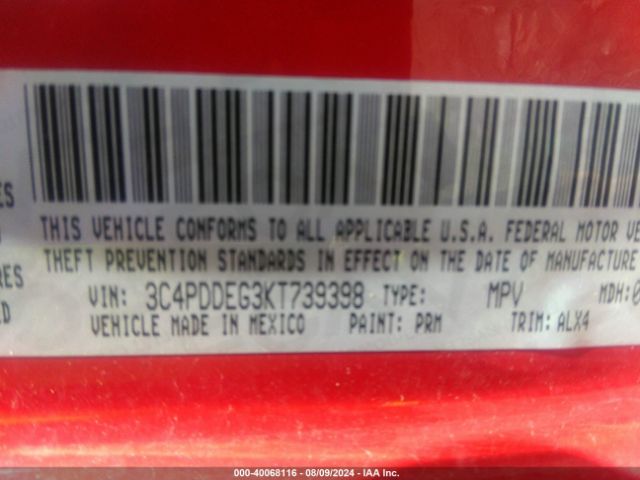 ES
THIS VEHICLE CONFORMS TO ALL APPLICABLE U.S.A. FEDERAL MOTOR VE
THEFT PREVENTION STANDARDS IN EFFECT ON THE DATE OF MANUFACTURE
RES
VIN: 3C4PDDEG3KT739398 TYPE: MPV MDH:0
ED
VEHICLE MADE IN MEXICO PAINT: PRM TRIM: ALX4
000-40068116 - 08/09/2024 - IAA Inc.